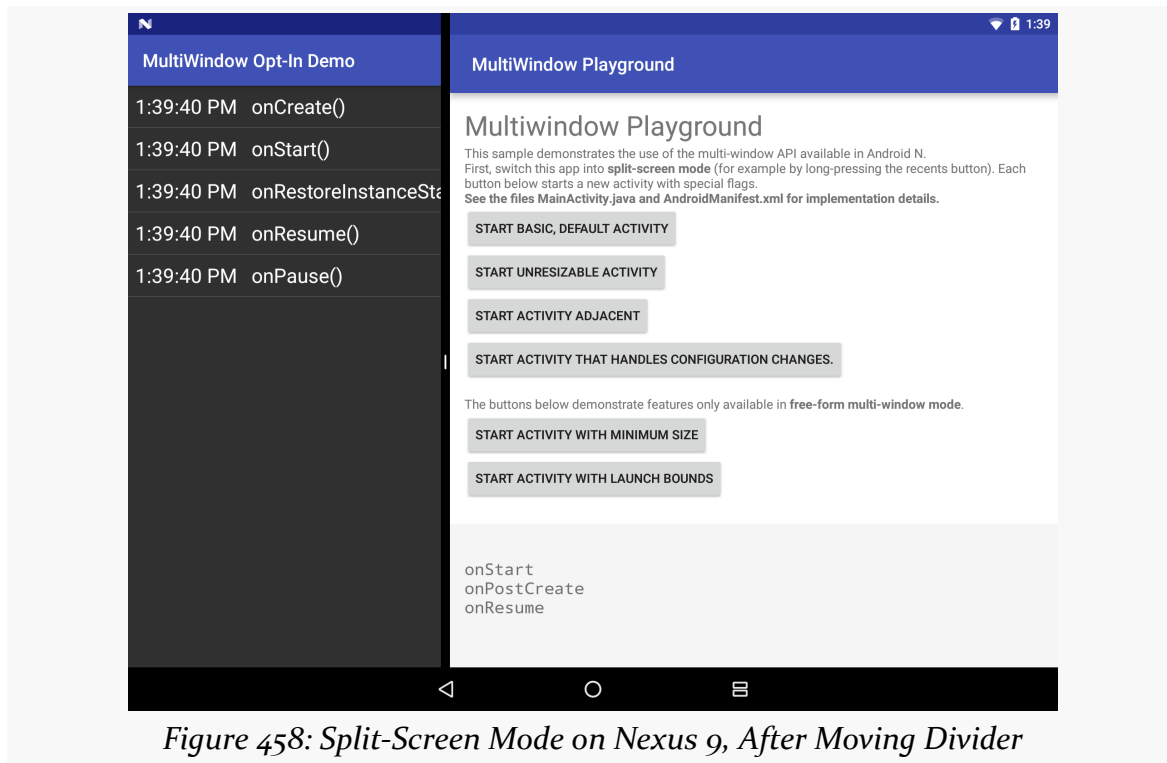 1:39
MultiWindow Opt-In Demo
1:39:40 PM onCreate()
1:39:40 PM onStart()
1:39:40 PM onRestoreInstanceSta
1:39:40 PM onResume()
1:39:40 PM onPause()
MultiWindow Playground
Multiwindow Playground
This sample demonstrates the use of the multi-window API available in Android N.
First, switch this app into split-screen mode (for example by long-pressing the recents button). Each
button below starts a new activity with special flags.
See the files MainActivity.java and AndroidManifest.xml for implementation details.
START BASIC, DEFAULT ACTIVITY
START UNRESIZABLE ACTIVITY
START ACTIVITY ADJACENT
START ACTIVITY THAT HANDLES CONFIGURATION CHANGES.
The buttons below demonstrate features only available in free-form multi-window mode.
START ACTIVITY WITH MINIMUM SIZE
START ACTIVITY WITH LAUNCH BOUNDS
onStart
onPostCreate
onResume
Figure 458: Split-Screen Mode on Nexus 9, After Moving Divider